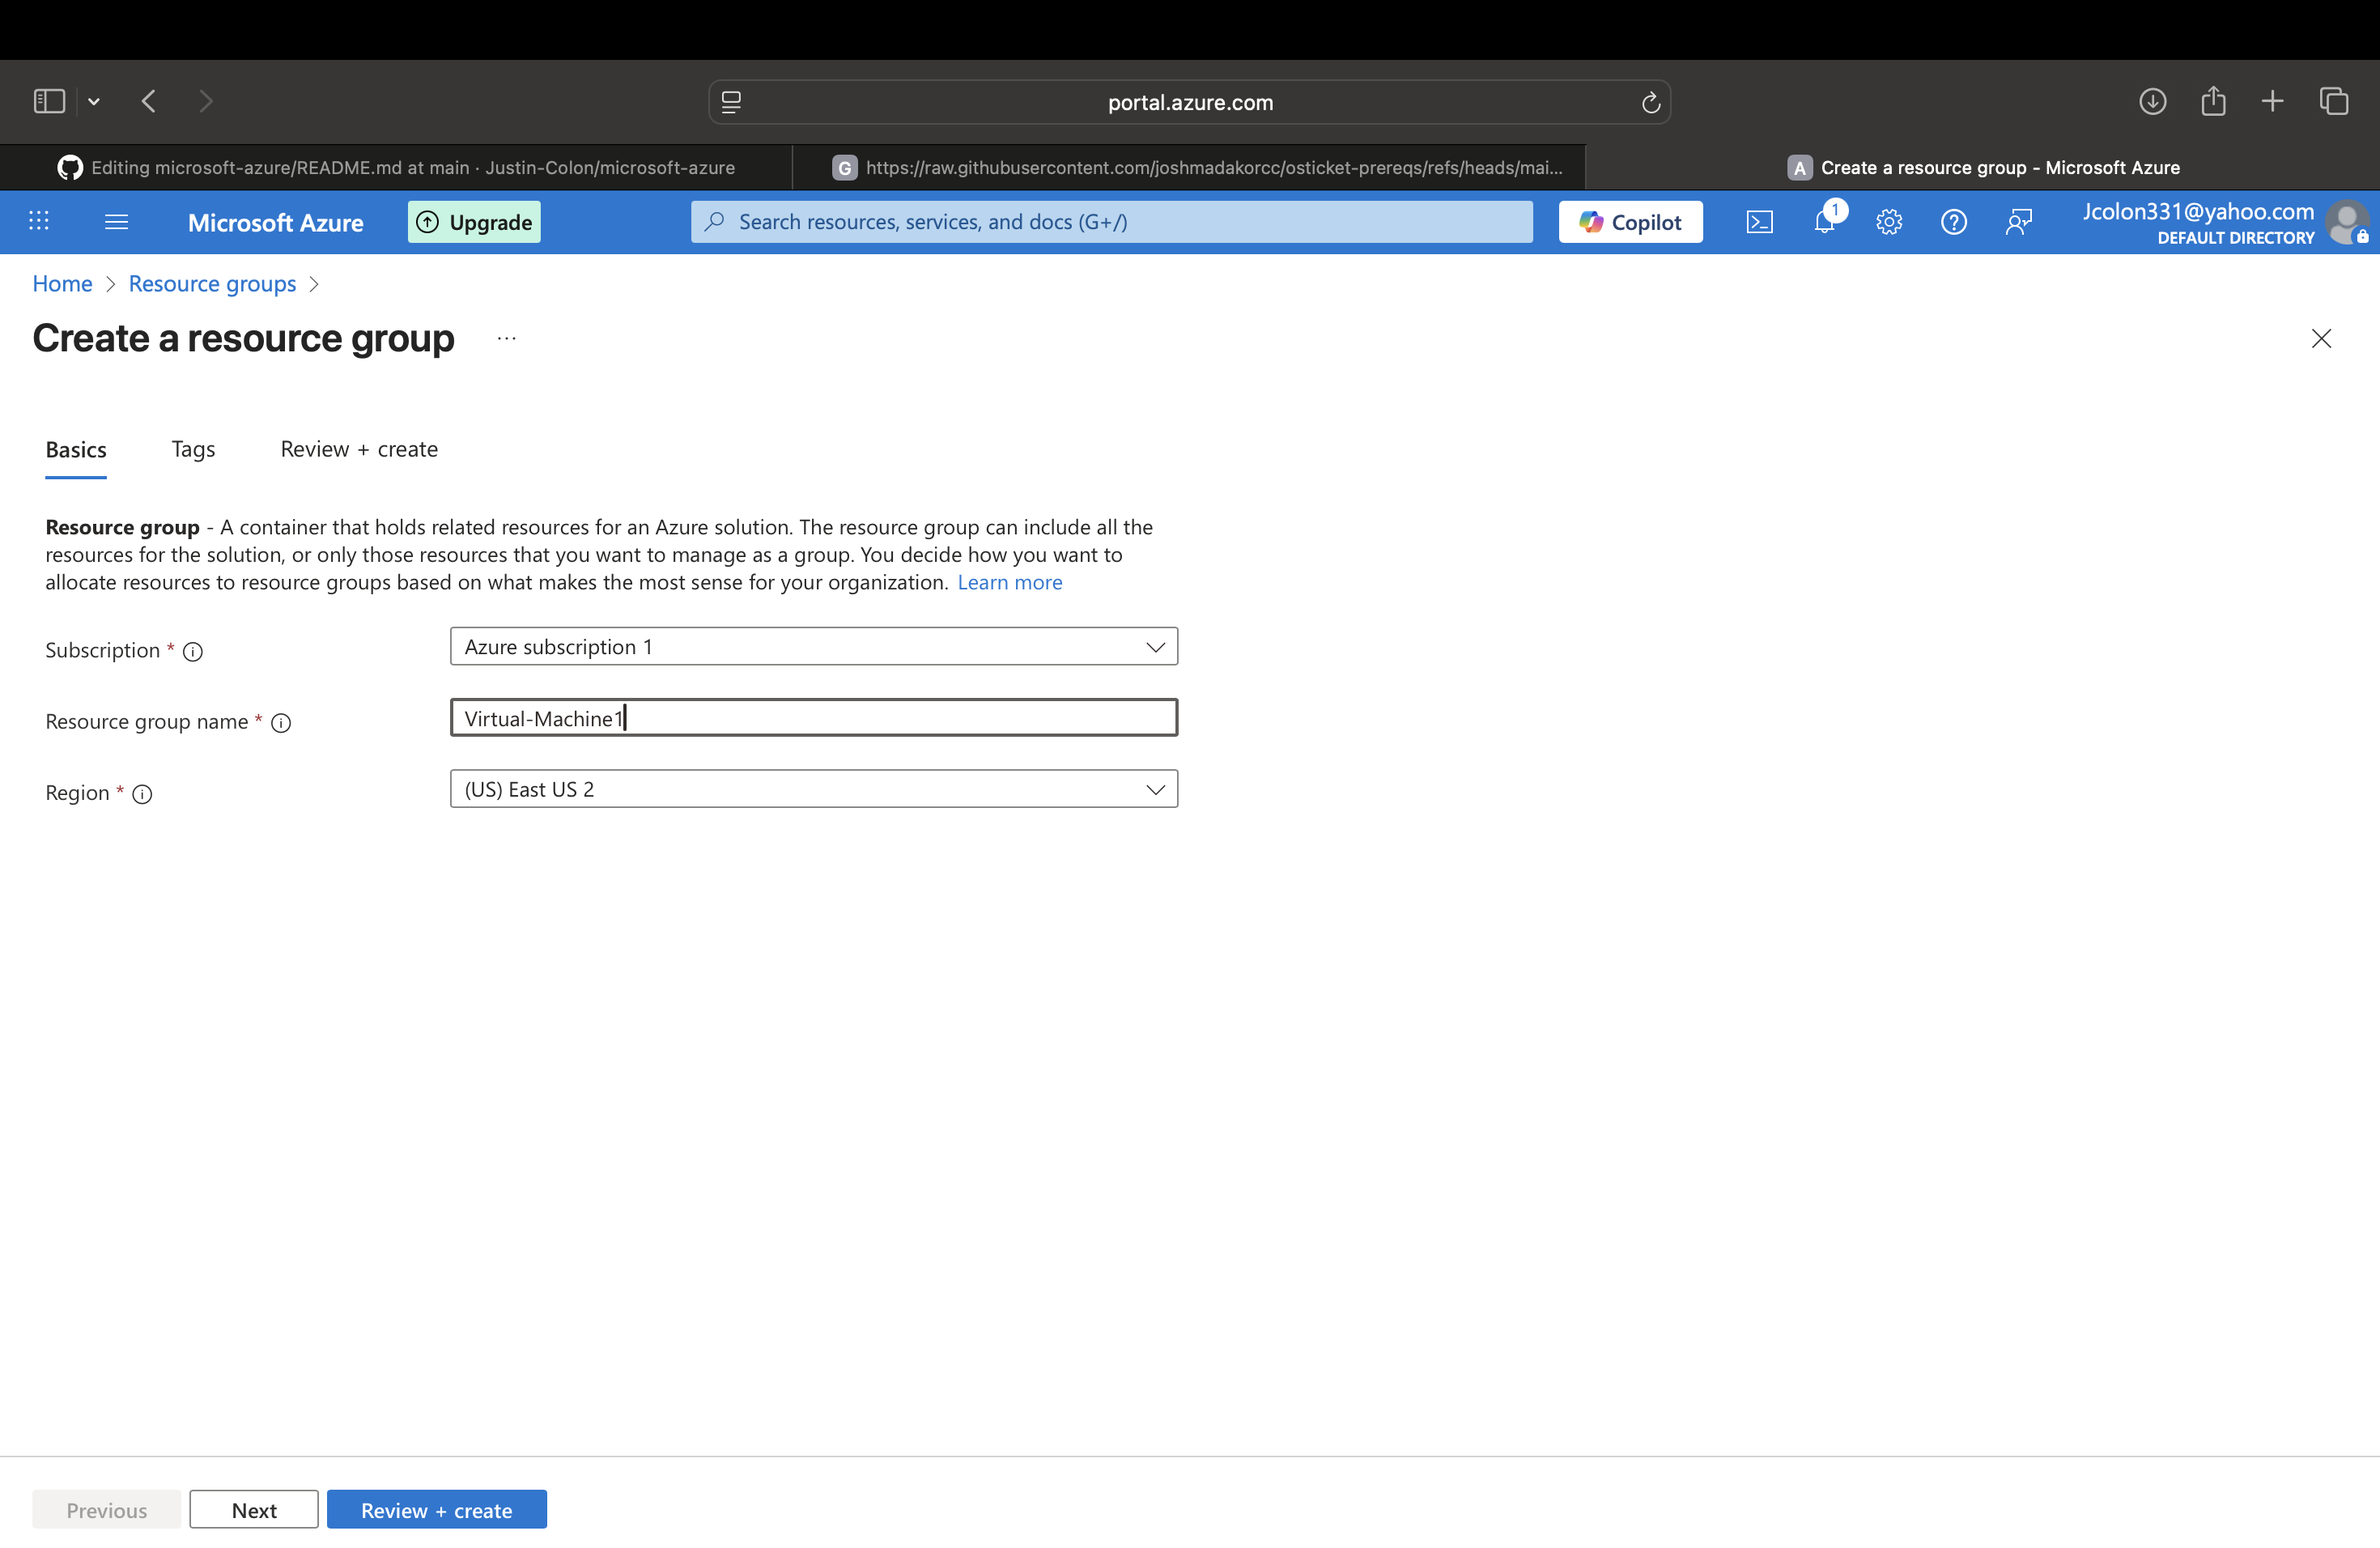 portal.azure.com
Editing microsoft-azure/README.md at main · Justin-Colon/microsoft-azure
G https://raw.githubusercontent.com/joshmadakorcc/osticket-prereqs/refs/heads/mai...
A Create a resource group - Microsoft Azure
Microsoft Azure
Upgrade
Search resources, services, and docs (G+/)
Copilot
1
Jcolon331@yahoo.com
DEFAULT DIRECTORY
Home > Resource groups >
Create a resource group ...
Basics Tags Review + create
Resource group - A container that holds related resources for an Azure solution. The resource group can include all the
resources for the solution, or only those resources that you want to manage as a group. You decide how you want to
allocate resources to resource groups based on what makes the most sense for your organization. Learn more
Subscription * Azure subscription 1
Resource group name * Virtual-Machine1
Region * (US) East US 2
Previous Next Review + create